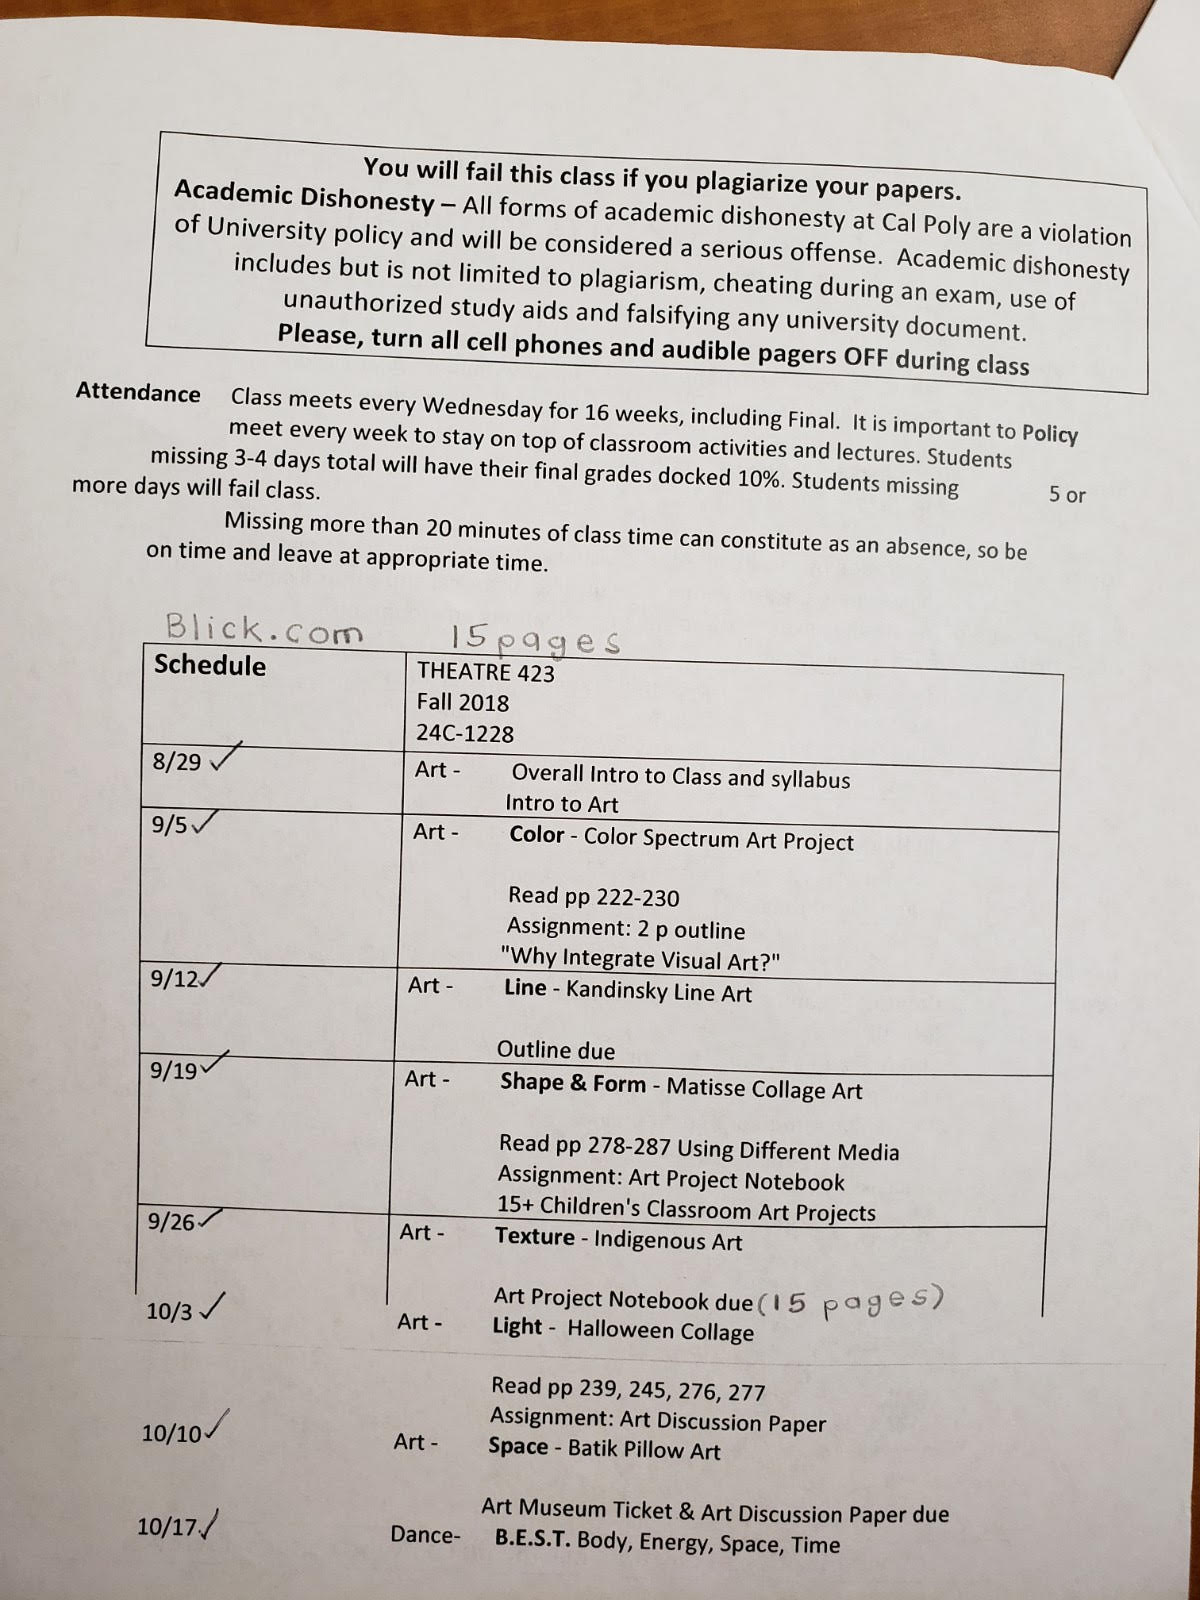 You will fail this class if you plagiarize your papers.
Academic Dishonesty – All forms of academic dishonesty at Cal Poly are a violation
of University policy and will be considered a serious offense. Academic dishonesty
includes but is not limited to plagiarism, cheating during an exam, use of
unauthorized study aids and falsifying any university document.
Please, turn all cell phones and audible pagers OFF during class
Attendance Class meets every Wednesday for 16 weeks, including Final. It is important to Policy
meet every week to stay on top of classroom activities and lectures. Students
missing 3-4 days total will have their final grades docked 10%. Students missing 5 or
more days will fail class.
Missing more than 20 minutes of class time can constitute as an absence, so be
on time and leave at appropriate time.
Blick.com 15 pages
Schedule THEATRE 423
Fall 2018
24C-1228
8/29 ✓ Art - Overall Intro to Class and syllabus
Intro to Art
9/5 ✓ Art - Color - Color Spectrum Art Project
Read pp 222-230
Assignment: 2 p outline
"Why Integrate Visual Art?"
9/12 ✓ Art - Line - Kandinsky Line Art
Outline due
9/19 ✓ Art - Shape & Form - Matisse Collage Art
Read pp 278-287 Using Different Media
Assignment: Art Project Notebook
15+ Children's Classroom Art Projects
9/26 ✓ Art - Texture - Indigenous Art
Art Project Notebook due (15 pages)
10/3 ✓ Art - Light - Halloween Collage
Read pp 239, 245, 276, 277
Assignment: Art Discussion Paper
10/10 ✓ Art - Space - Batik Pillow Art
Art Museum Ticket & Art Discussion Paper due
10/17 ✓ Dance- B.E.S.T. Body, Energy, Space, Time